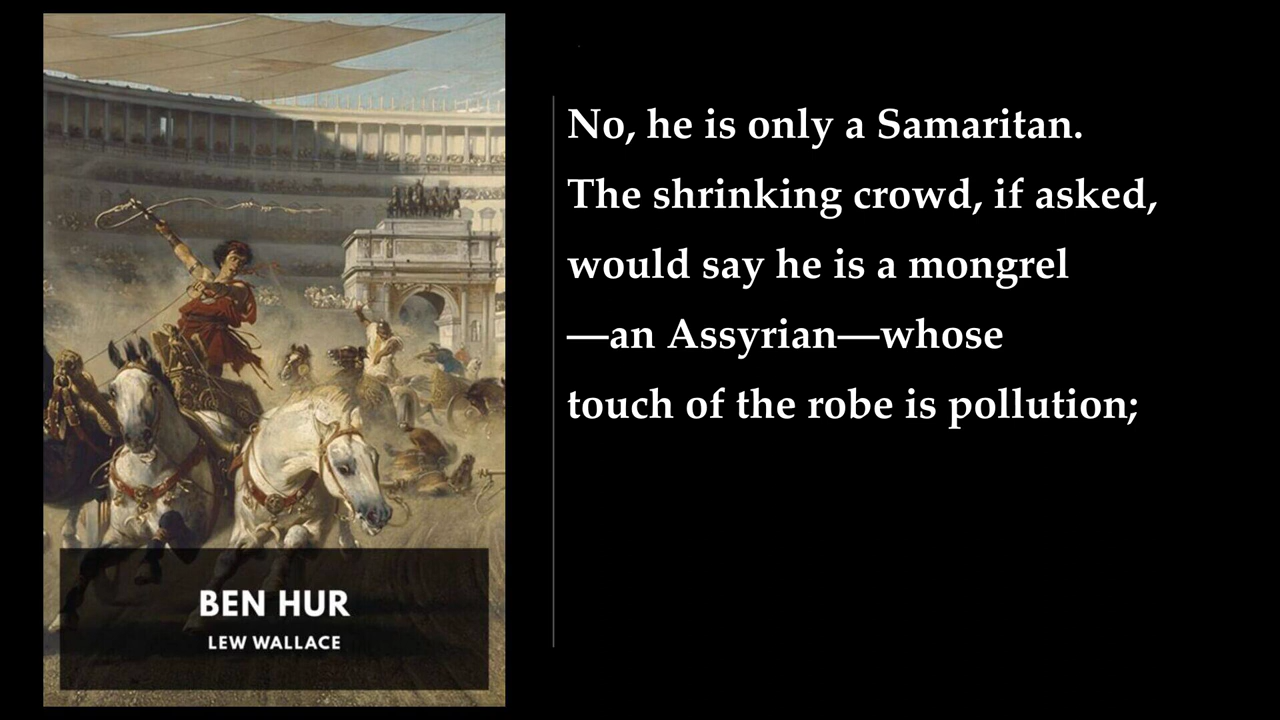 No, he is only a Samaritan.
The shrinking crowd, if asked,
would say he is a mongrel
—an Assyrian—whose
touch of the robe is pollution;
BEN HUR
LEW WALLACE